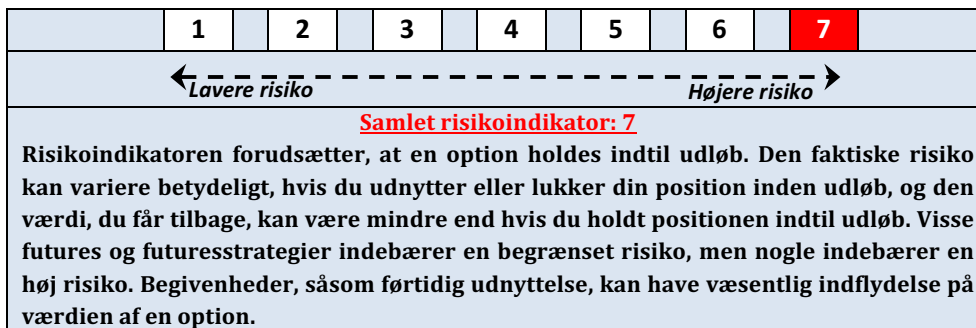 1 2 3 4 5 6 7
Lavere risiko Højere risiko
Samlet risikoindikator: 7
Risikoindikatoren forudsætter, at en option holdes indtil udløb. Den faktiske risiko
kan variere betydeligt, hvis du udnytter eller lukker din position inden udløb, og den
værdi, du får tilbage, kan være mindre end hvis du holdt positionen indtil udløb. Visse
futures og futuresstrategier indebærer en begrænset risiko, men nogle indebærer en
høj risiko. Begivenheder, såsom førtidig udnyttelse, kan have væsentlig indflydelse på
værdien af en option.